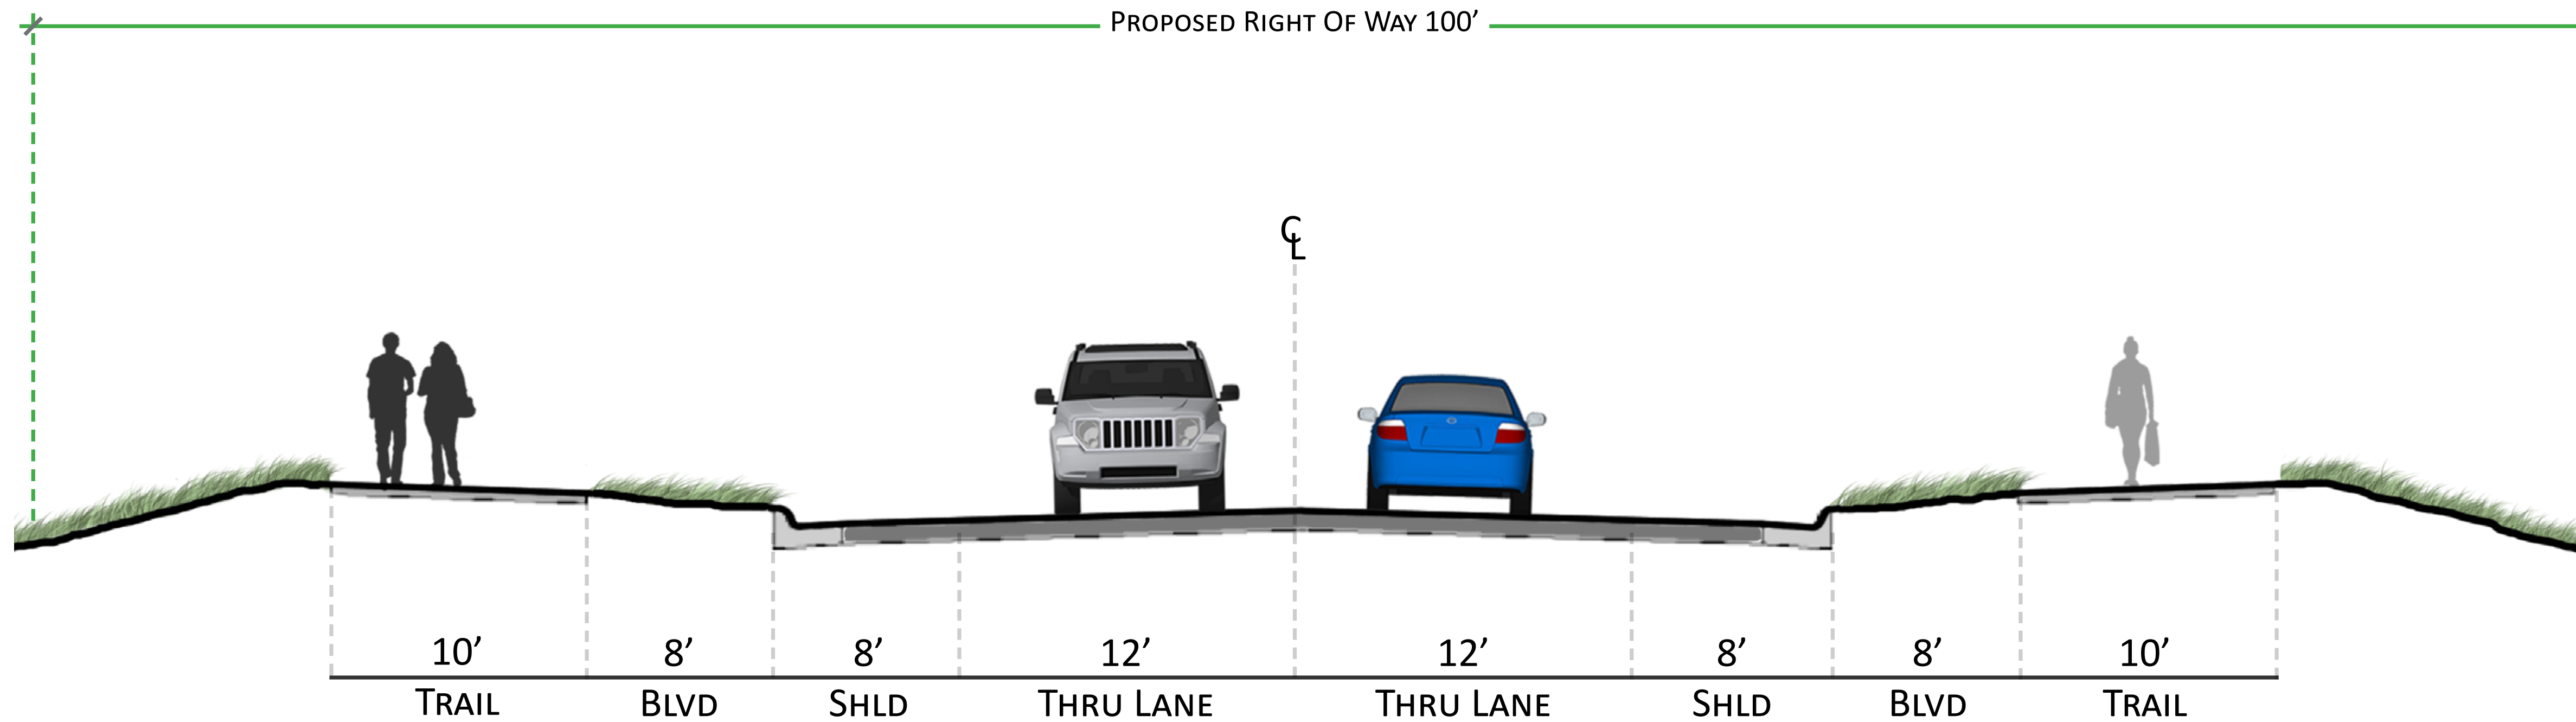 PROPOSED RIGHT OF WAY 100’
℄
10’ 8’ 8’ 12’ 12’ 8’ 8’ 10’
TRAIL BLVD SHLD THRU LANE THRU LANE SHLD BLVD TRAIL